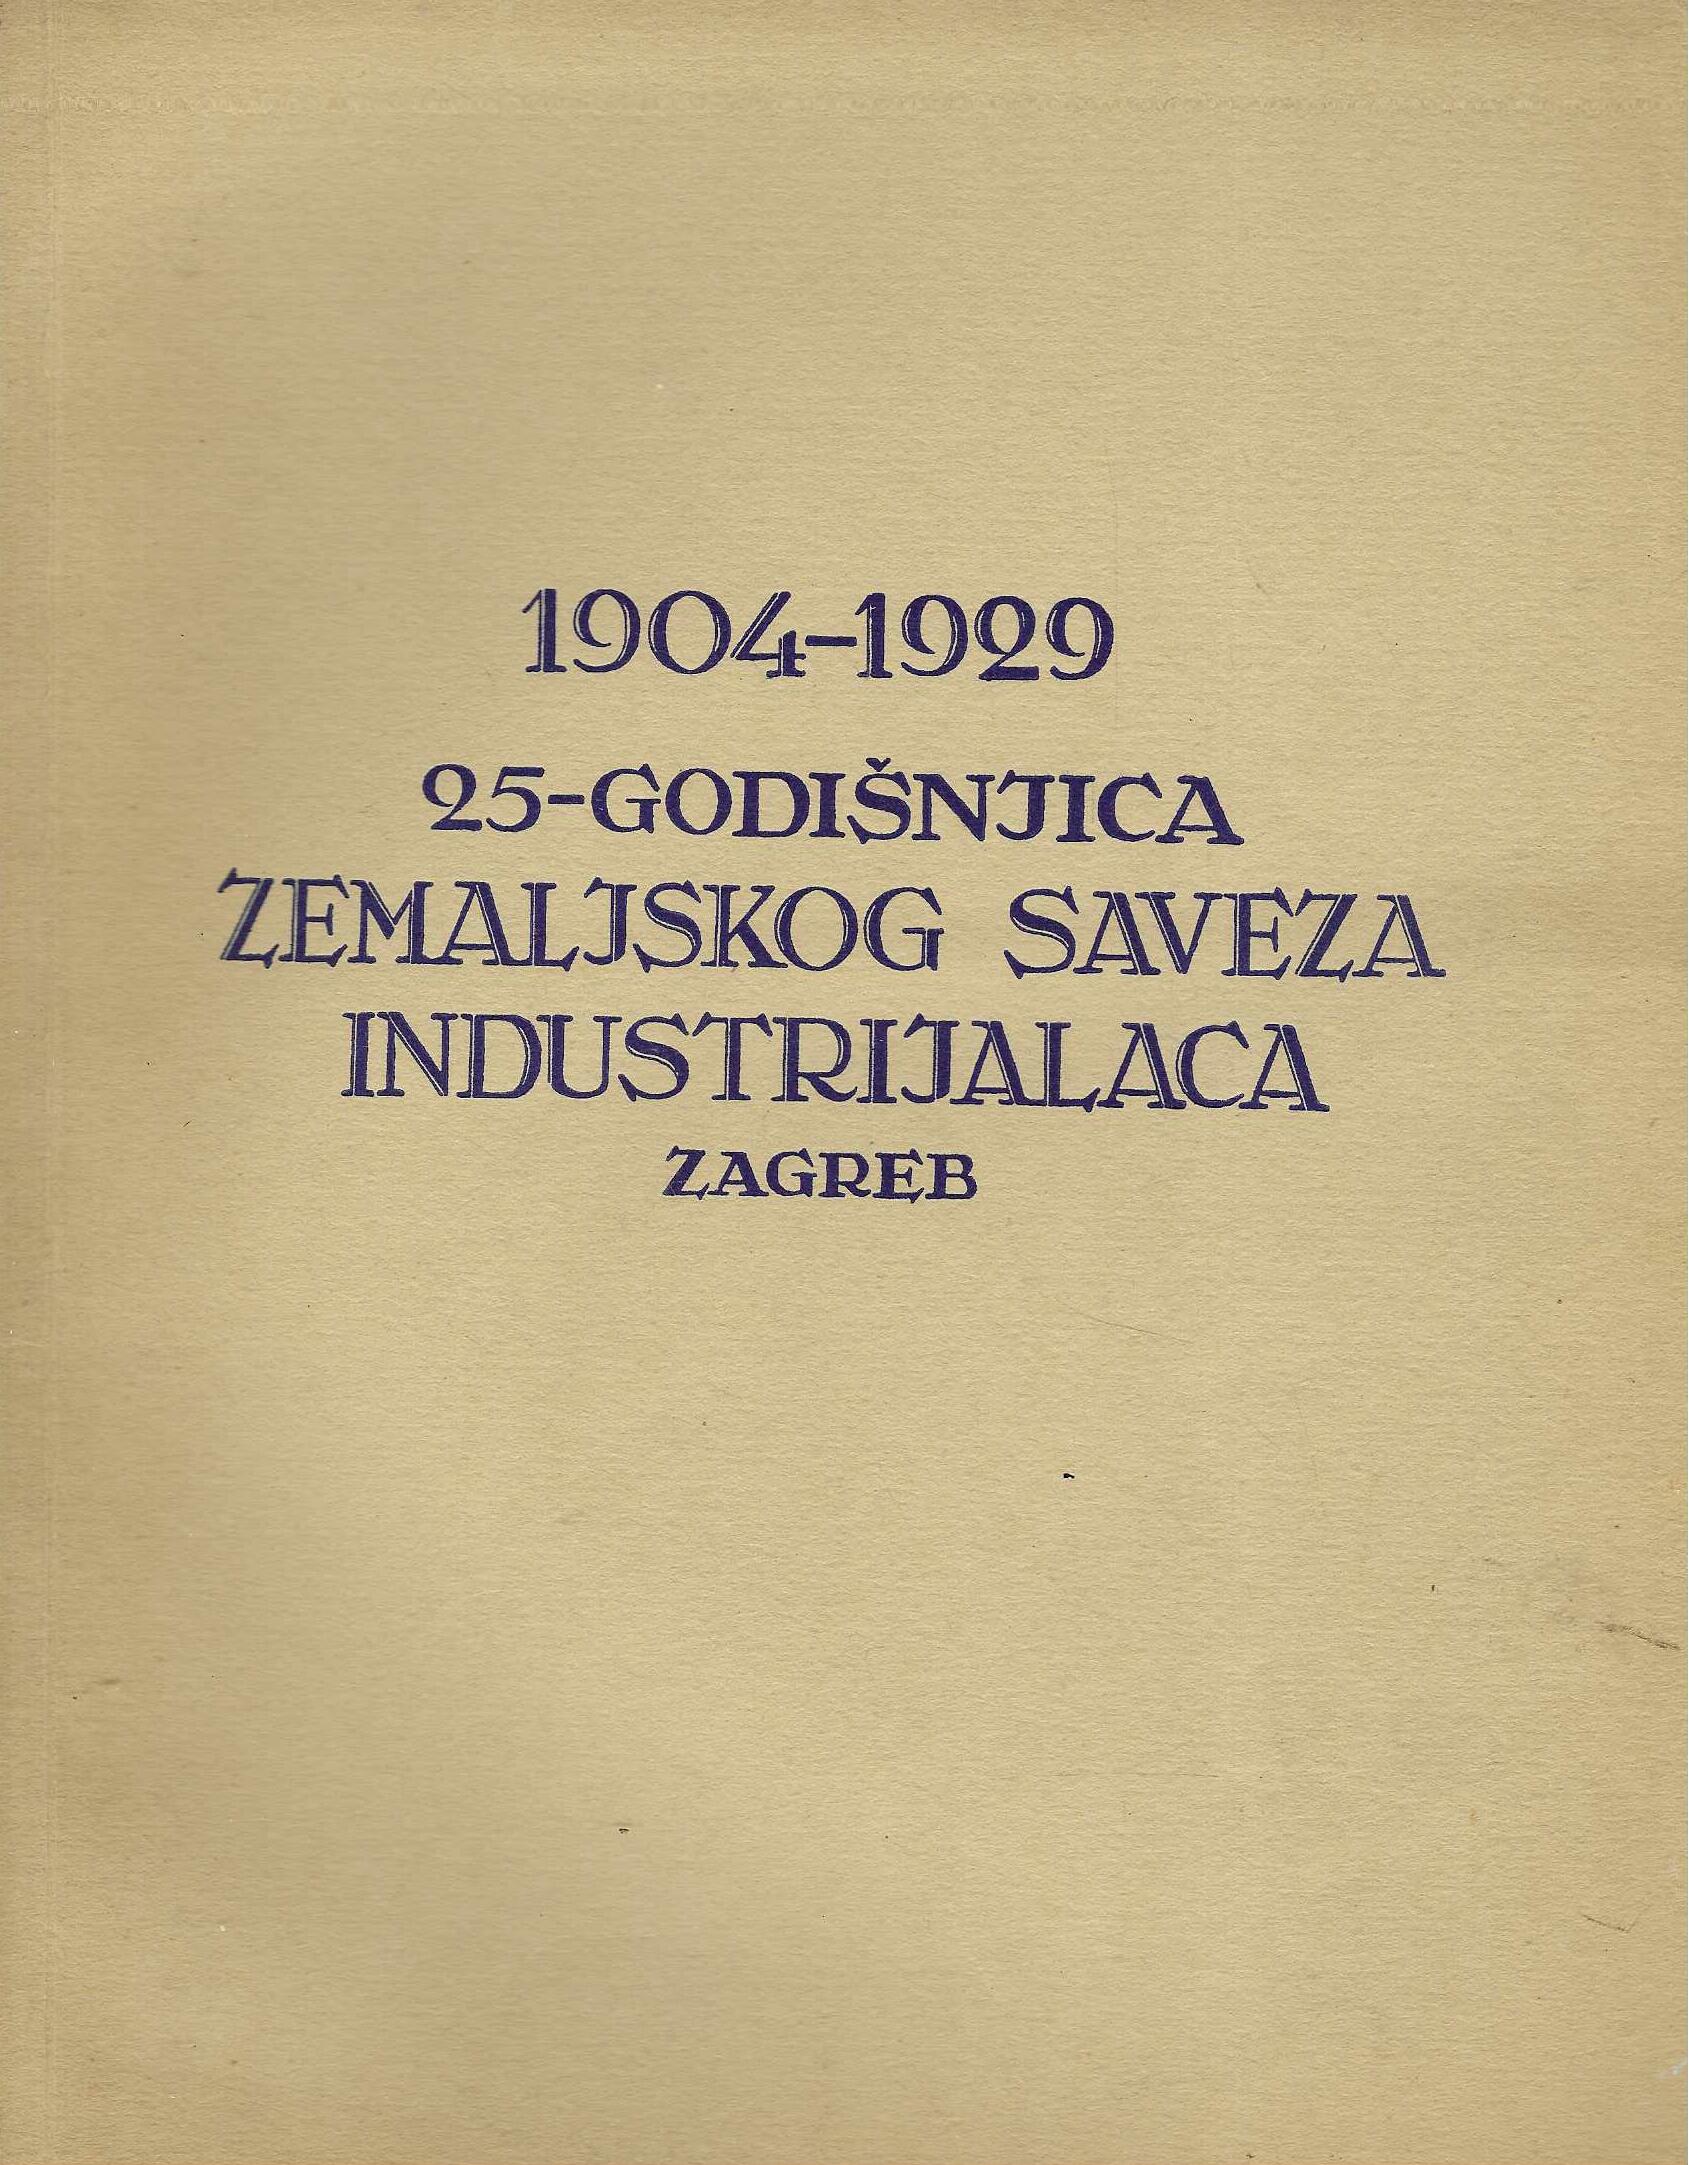 1904-1929
25-GODIŠNJICA
ZEMALJSKOG SAVEZA
INDUSTRIJALACA
ZAGREB